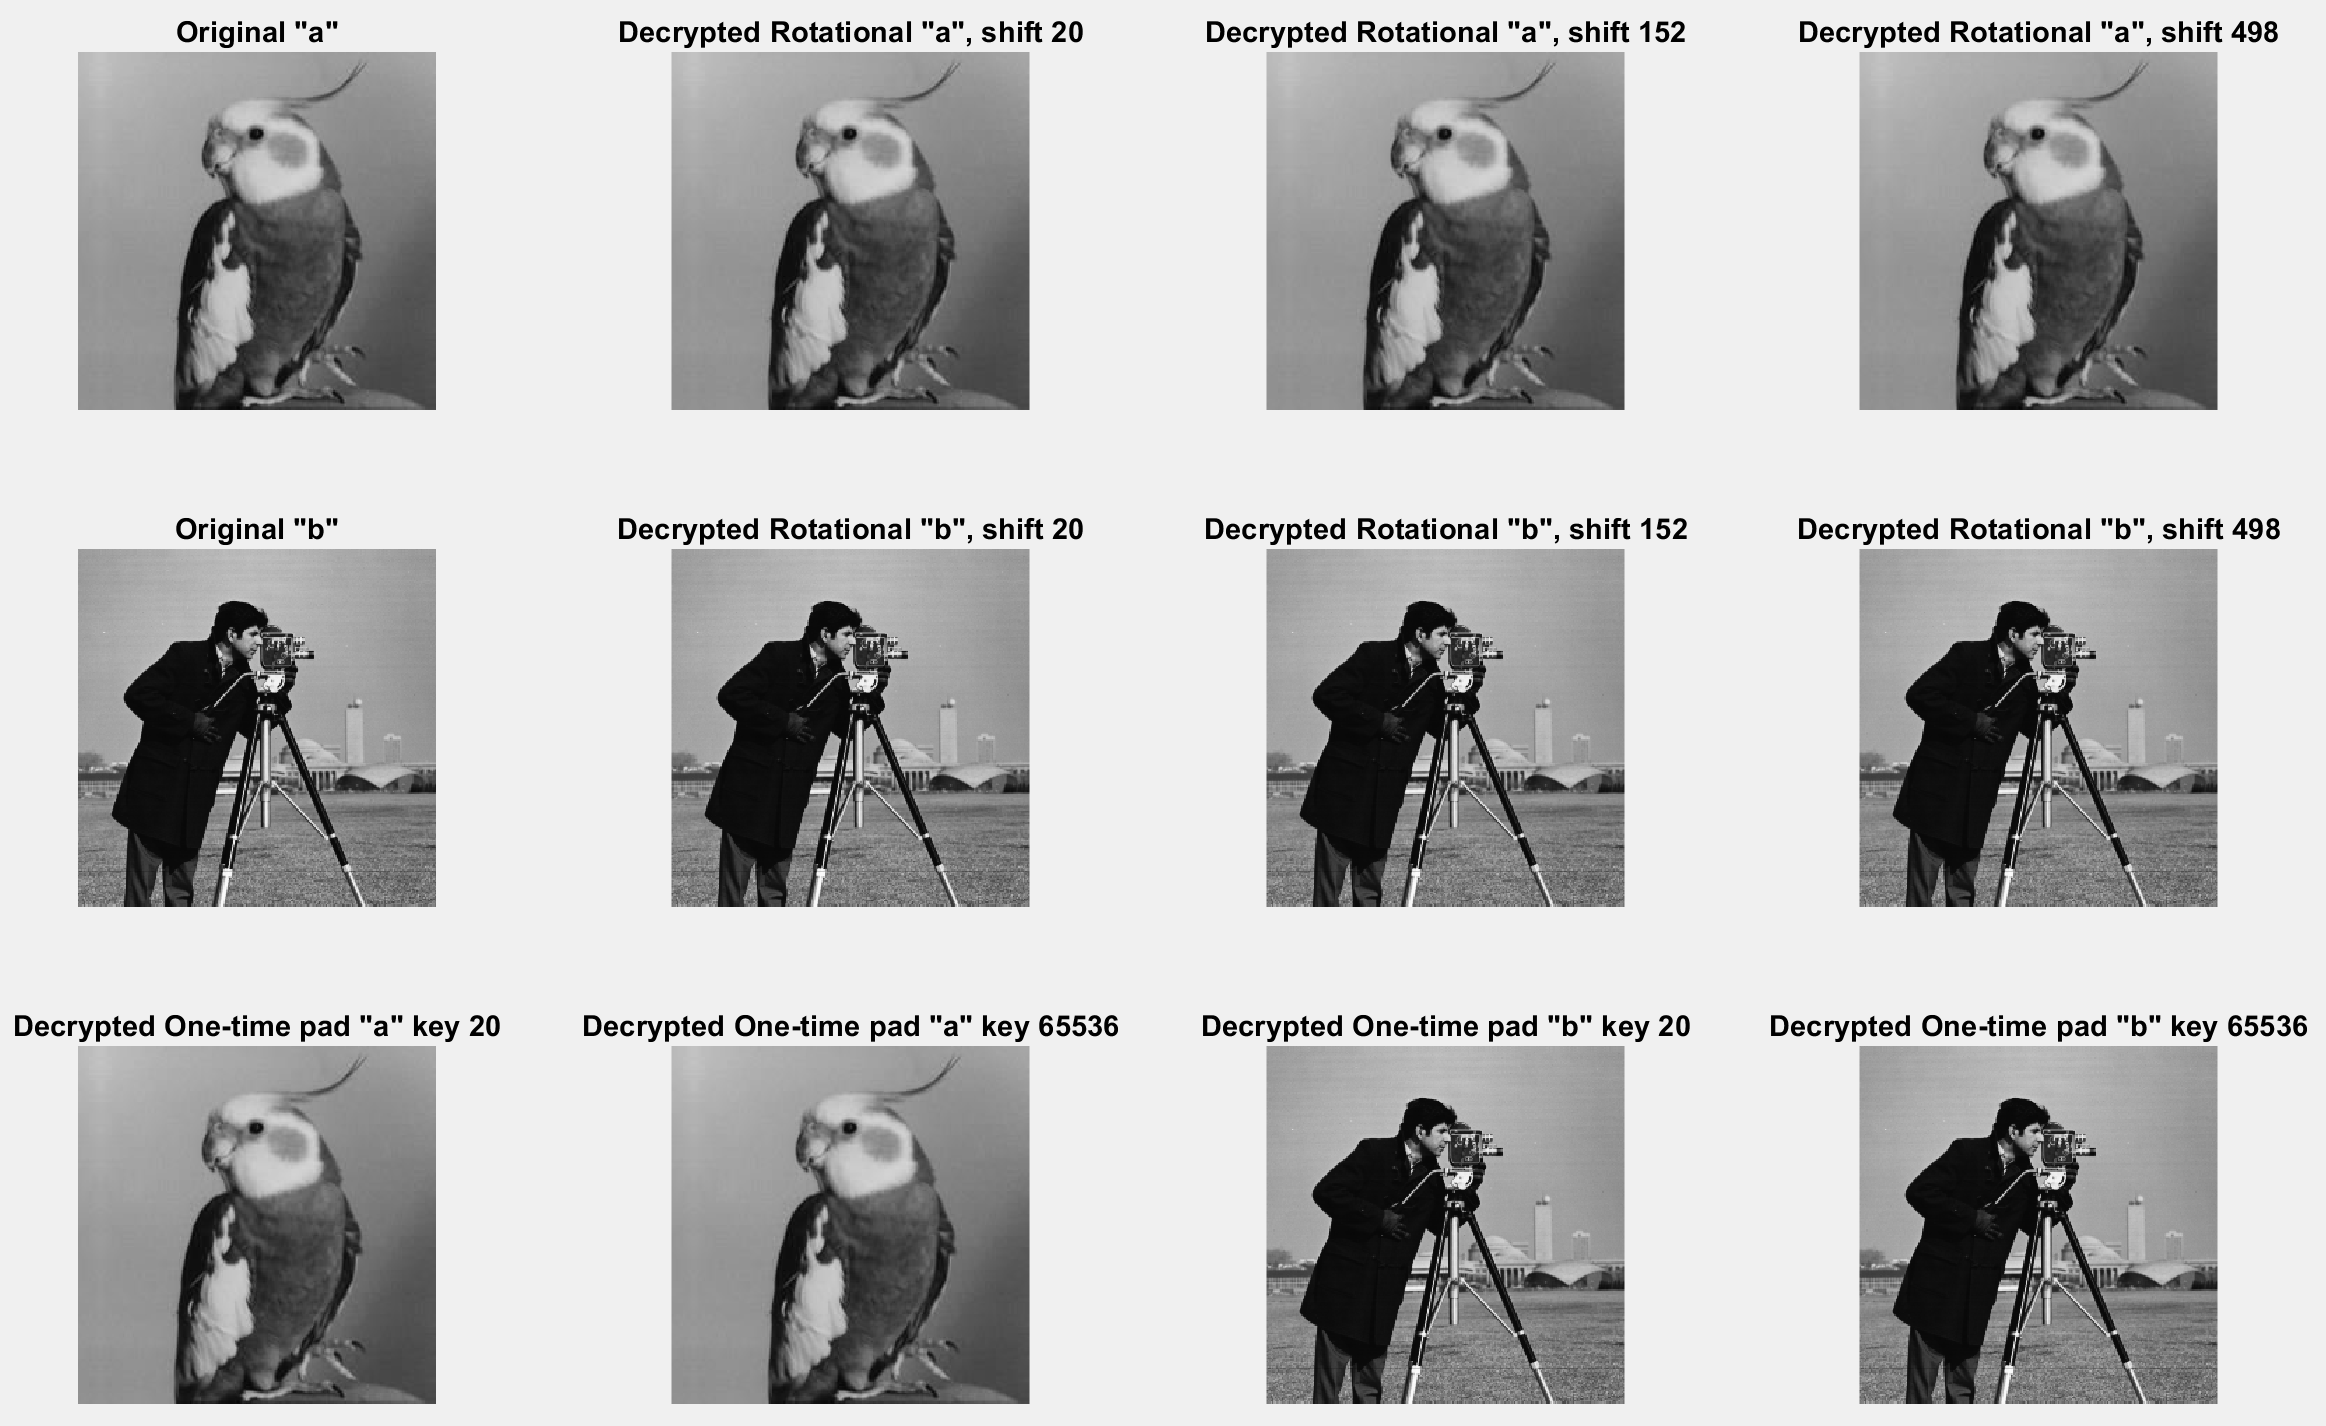 Original "a"
Decrypted Rotational "a", shift 20
Decrypted Rotational "a", shift 152
Decrypted Rotational "a", shift 498
Original "b"
Decrypted Rotational "b", shift 20
Decrypted Rotational "b", shift 152
Decrypted Rotational "b", shift 498
Decrypted One-time pad "a" key 20
Decrypted One-time pad "a" key 65536
Decrypted One-time pad "b" key 20
Decrypted One-time pad "b" key 65536